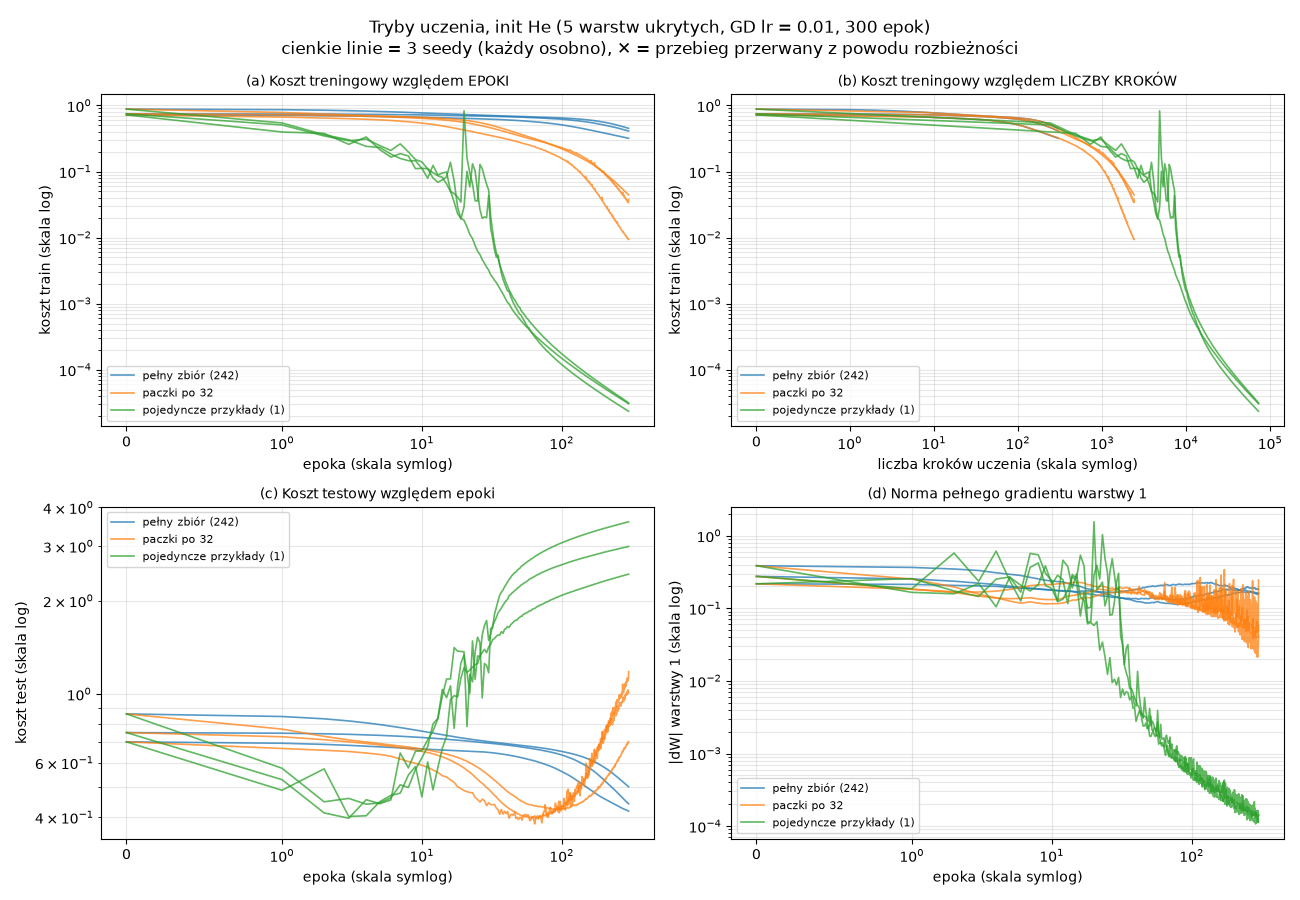 Tryby uczenia, init He (5 warstw ukrytych, GD lr = 0.01, 300 epok)
cienkie linie = 3 seedy (każdy osobno), × = przebieg przerwany z powodu rozbieżności
(a) Koszt treningowy względem EPOKI
koszt train (skala log)
10⁰
10⁻¹
10⁻²
10⁻³
10⁻⁴
pełny zbiór (242)
paczki po 32
pojedyncze przykłady (1)
0
10⁰
10¹
10²
epoka (skala symlog)
(b) Koszt treningowy względem LICZBY KROKÓW
koszt train (skala log)
10⁰
10⁻¹
10⁻²
10⁻³
10⁻⁴
pełny zbiór (242)
paczki po 32
pojedyncze przykłady (1)
0
10⁰
10¹
10²
10³
10⁴
10⁵
liczba kroków uczenia (skala symlog)
(c) Koszt testowy względem epoki
koszt test (skala log)
4 × 10⁰
3 × 10⁰
2 × 10⁰
10⁰
6 × 10⁻¹
4 × 10⁻¹
pełny zbiór (242)
paczki po 32
pojedyncze przykłady (1)
0
10⁰
10¹
10²
epoka (skala symlog)
(d) Norma pełnego gradientu warstwy 1
|dW| warstwy 1 (skala log)
10⁰
10⁻¹
10⁻²
10⁻³
10⁻⁴
pełny zbiór (242)
paczki po 32
pojedyncze przykłady (1)
0
10⁰
10¹
10²
epoka (skala symlog)